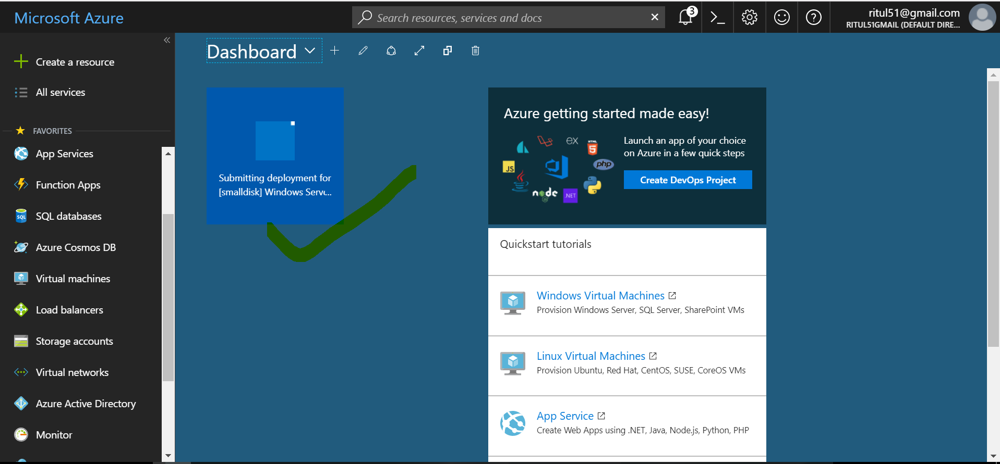 Microsoft Azure
Search resources, services and docs
3
ritul51@gmail.com
RITUL51GMAIL (DEFAULT DIRE...
Create a resource
All services
FAVORITES
App Services
Function Apps
SQL databases
SQL
Azure Cosmos DB
Virtual machines
Load balancers
Storage accounts
Virtual networks
Azure Active Directory
Monitor
Dashboard
Submitting deployment for
[smalldisk] Windows Serve...
Azure getting started made easy!
ex
HTML
5
JS
php
node
JS
.NET
Launch an app of your choice
on Azure in a few quick steps
Create DevOps Project
Quickstart tutorials
Windows Virtual Machines
Provision Windows Server, SQL Server, SharePoint VMs
Linux Virtual Machines
Provision Ubuntu, Red Hat, CentOS, SUSE, CoreOS VMs
App Service
Create Web Apps using .NET, Java, Node.js, Python, PHP